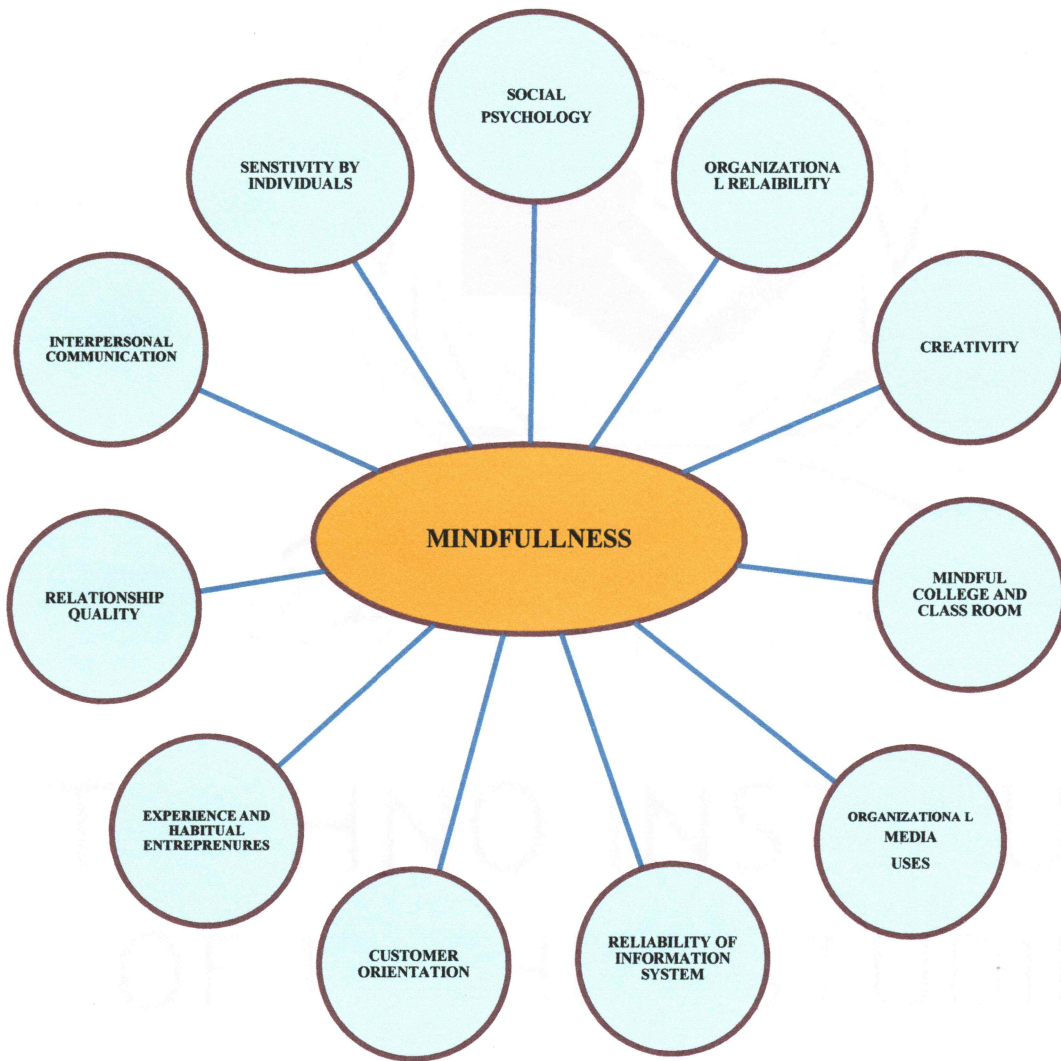 SOCIAL
PSYCHOLOGY
SENSTIVITY BY
INDIVIDUALS
ORGANIZATIONA
L RELAIBILITY
INTERPERSONAL
COMMUNICATION
CREATIVITY
MINDFULLNESS
RELATIONSHIP
QUALITY
MINDFUL
COLLEGE AND
CLASS ROOM
EXPERIENCE AND
HABITUAL
ENTREPRENURES
ORGANIZATIONA L
MEDIA
USES
CUSTOMER
ORIENTATION
RELIABILITY OF
INFORMATION
SYSTEM